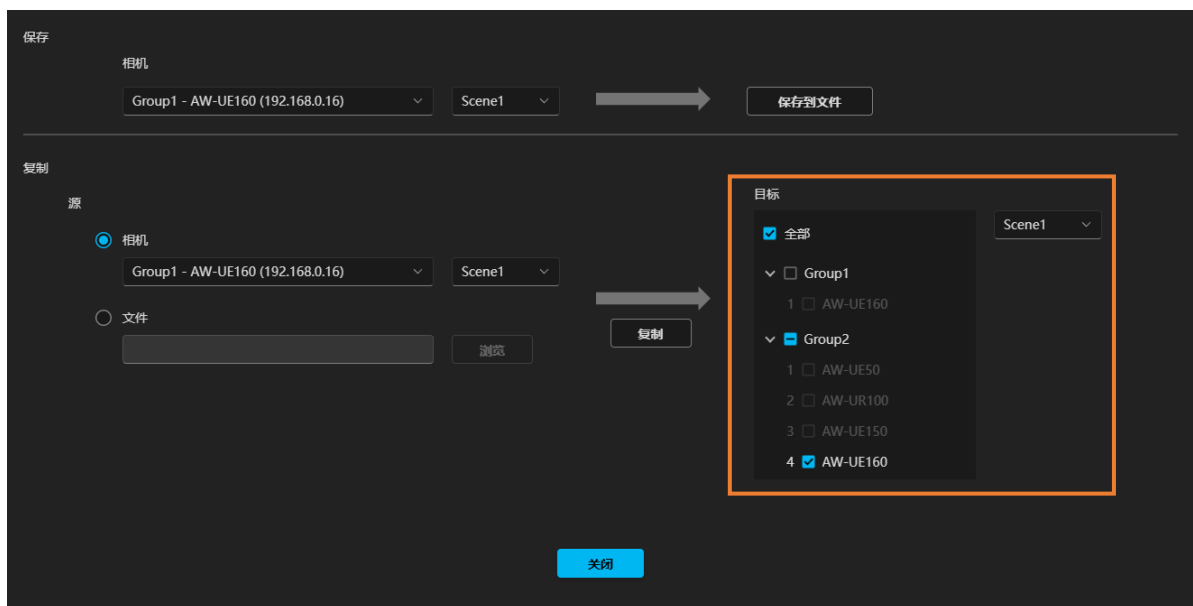 保存
相机
Group1 - AW-UE160 (192.168.0.16)
Scene1
保存到文件
复制
源
相机
Group1 - AW-UE160 (192.168.0.16)
Scene1
文件
浏览
复制
目标
全部
Scene1
Group1
1 AW-UE160
Group2
1 AW-UE50
2 AW-UR100
3 AW-UE150
4 AW-UE160
关闭